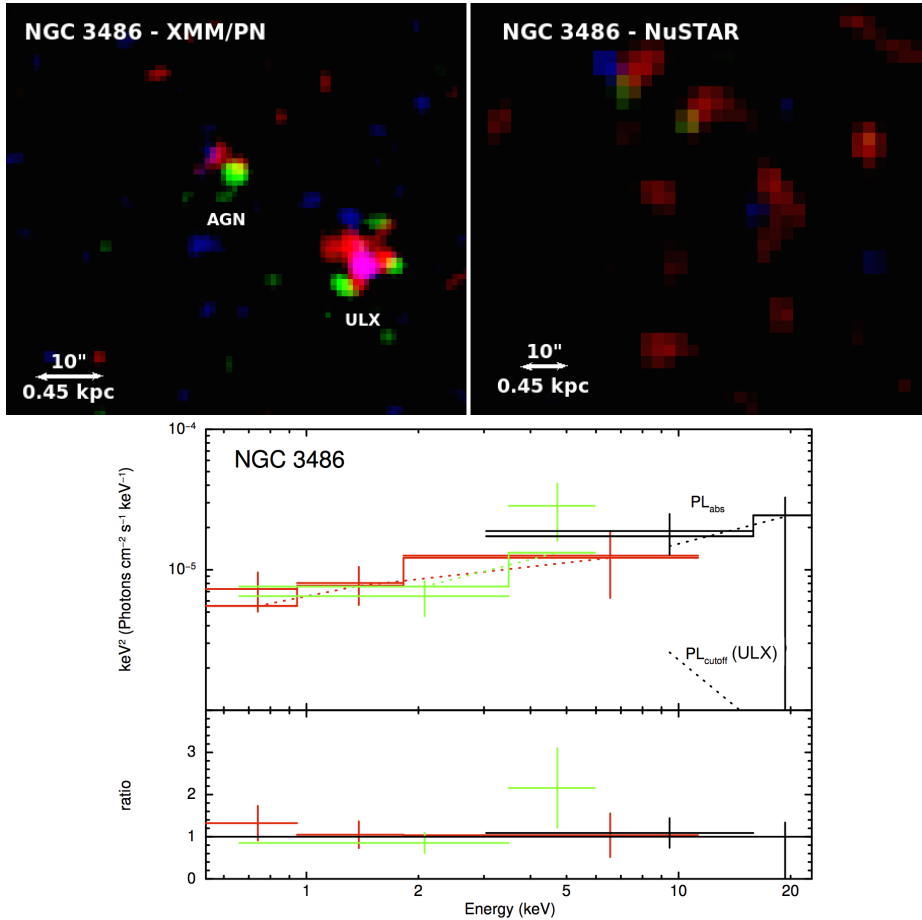 NGC 3486 - XMM/PN
AGN
ULX
10"
0.45 kpc
NGC 3486 - NuSTAR
10"
0.45 kpc
NGC 3486
10⁻⁴
10⁻⁵
keV² (Photons cm⁻² s⁻¹ keV⁻¹)
PLabs
PLcutoff (ULX)
ratio
3
2
1
0
1 2 5 10 20
Energy (keV)